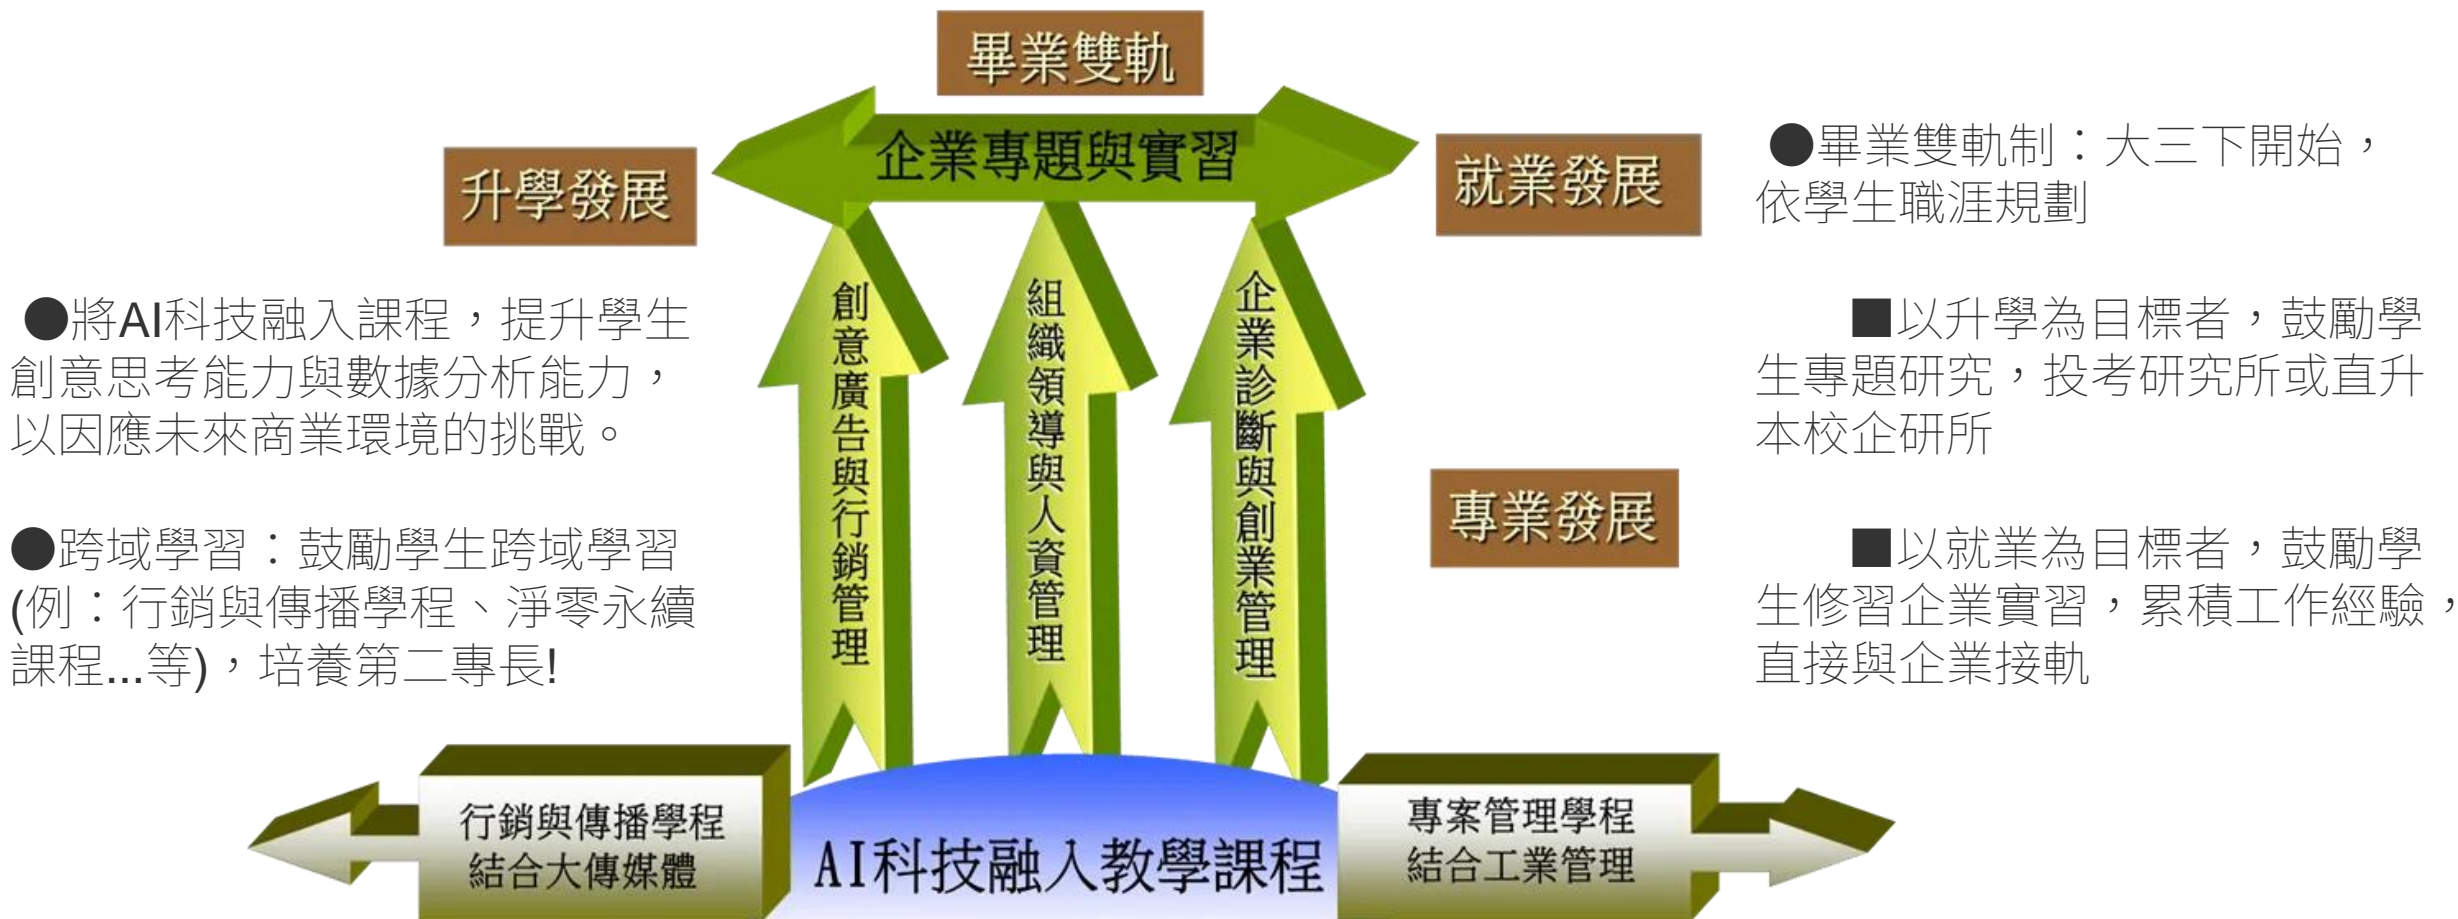 畢業雙軌
企業專題與實習
升學發展
就業發展
●畢業雙軌制：大三下開始，
依學生職涯規劃
■以升學為目標者，鼓勵學
生專題研究，投考研究所或直升
本校企研所
■以就業為目標者，鼓勵學
生修習企業實習，累積工作經驗，
直接與企業接軌
●將AI科技融入課程，提升學生
創意思考能力與數據分析能力，
以因應未來商業環境的挑戰。
●跨域學習：鼓勵學生跨域學習
(例：行銷與傳播學程、淨零永續
課程...等)，培養第二專長!
創意廣告與行銷管理
組織領導與人資管理
企業診斷與創業管理
專業發展
行銷與傳播學程
結合大傳媒體
AI科技融入教學課程
專案管理學程
結合工業管理